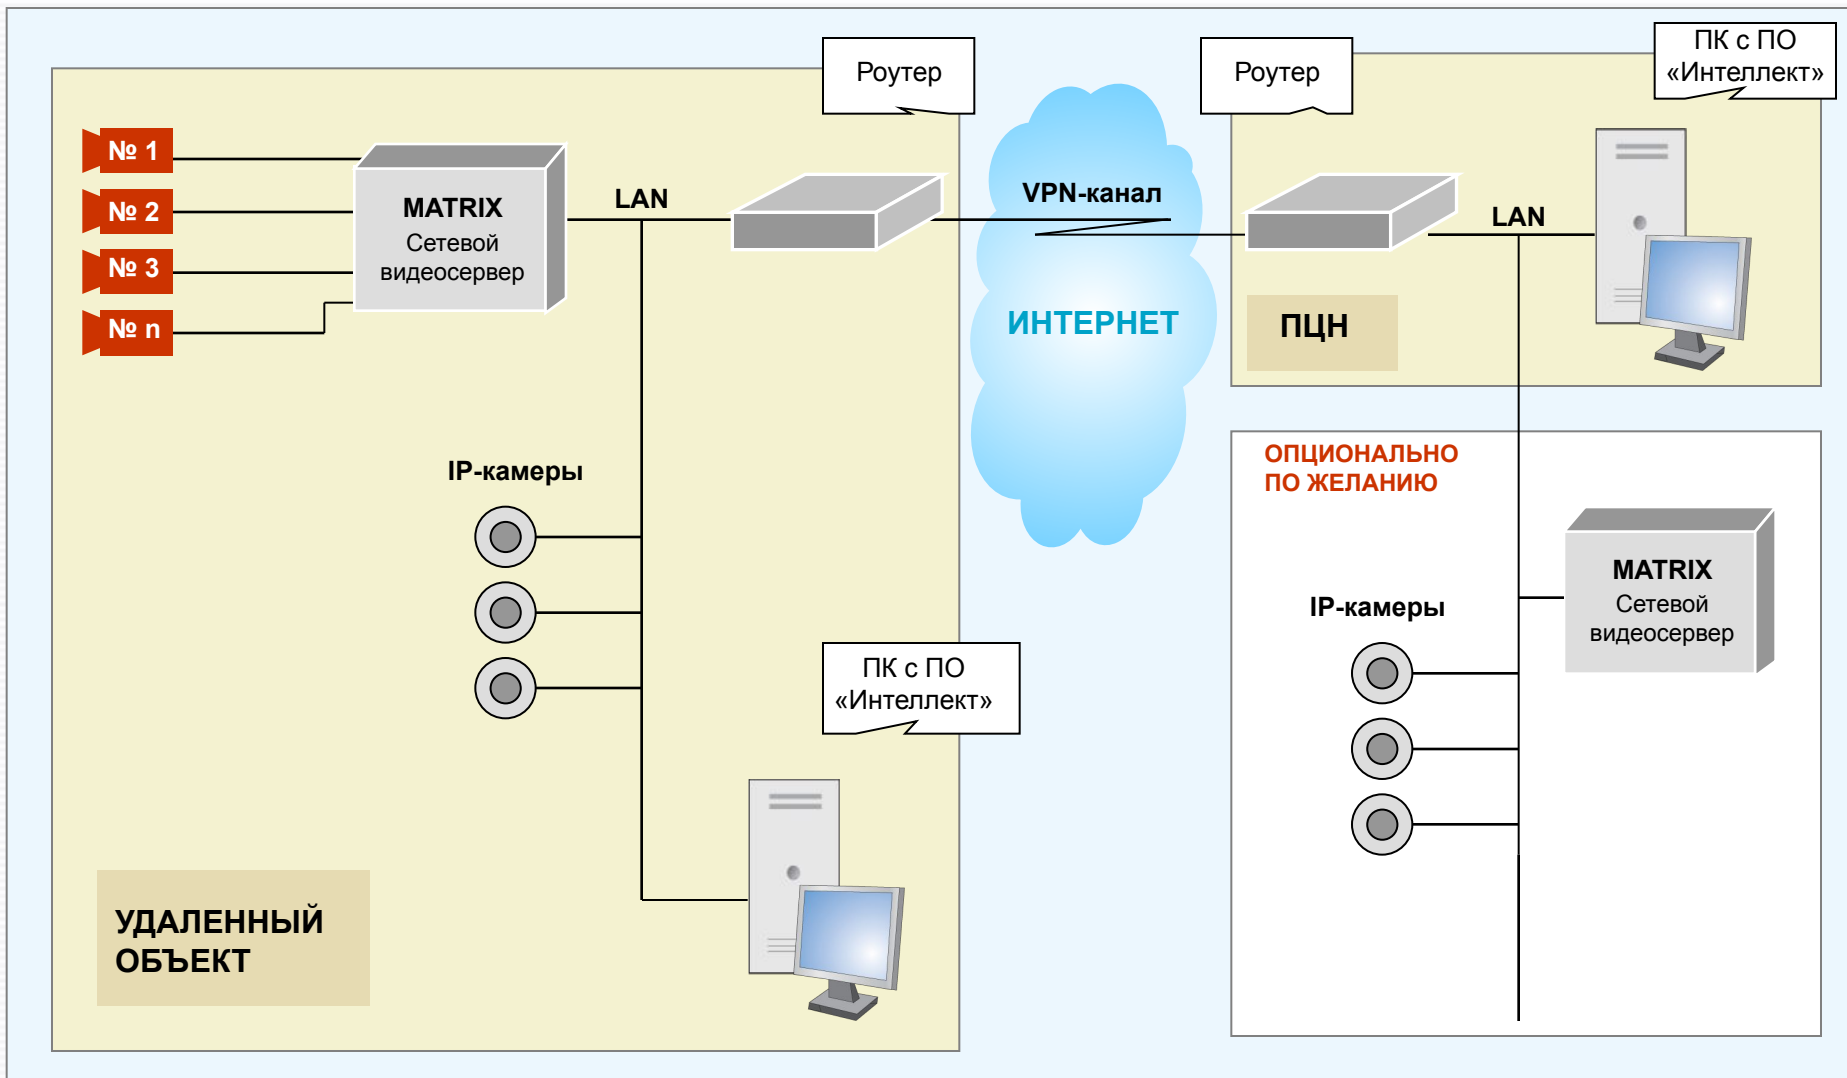 Роутер
№ 1
№ 2
№ 3
№ n
MATRIX
Сетевой
видеосервер
LAN
IP-камеры
ПК с ПО
«Интеллект»
УДАЛЕННЫЙ
ОБЪЕКТ
VPN-канал
ИНТЕРНЕТ
Роутер
ПК с ПО
«Интеллект»
LAN
ПЦН
ОПЦИОНАЛЬНО
ПО ЖЕЛАНИЮ
MATRIX
Сетевой
видеосервер
IP-камеры